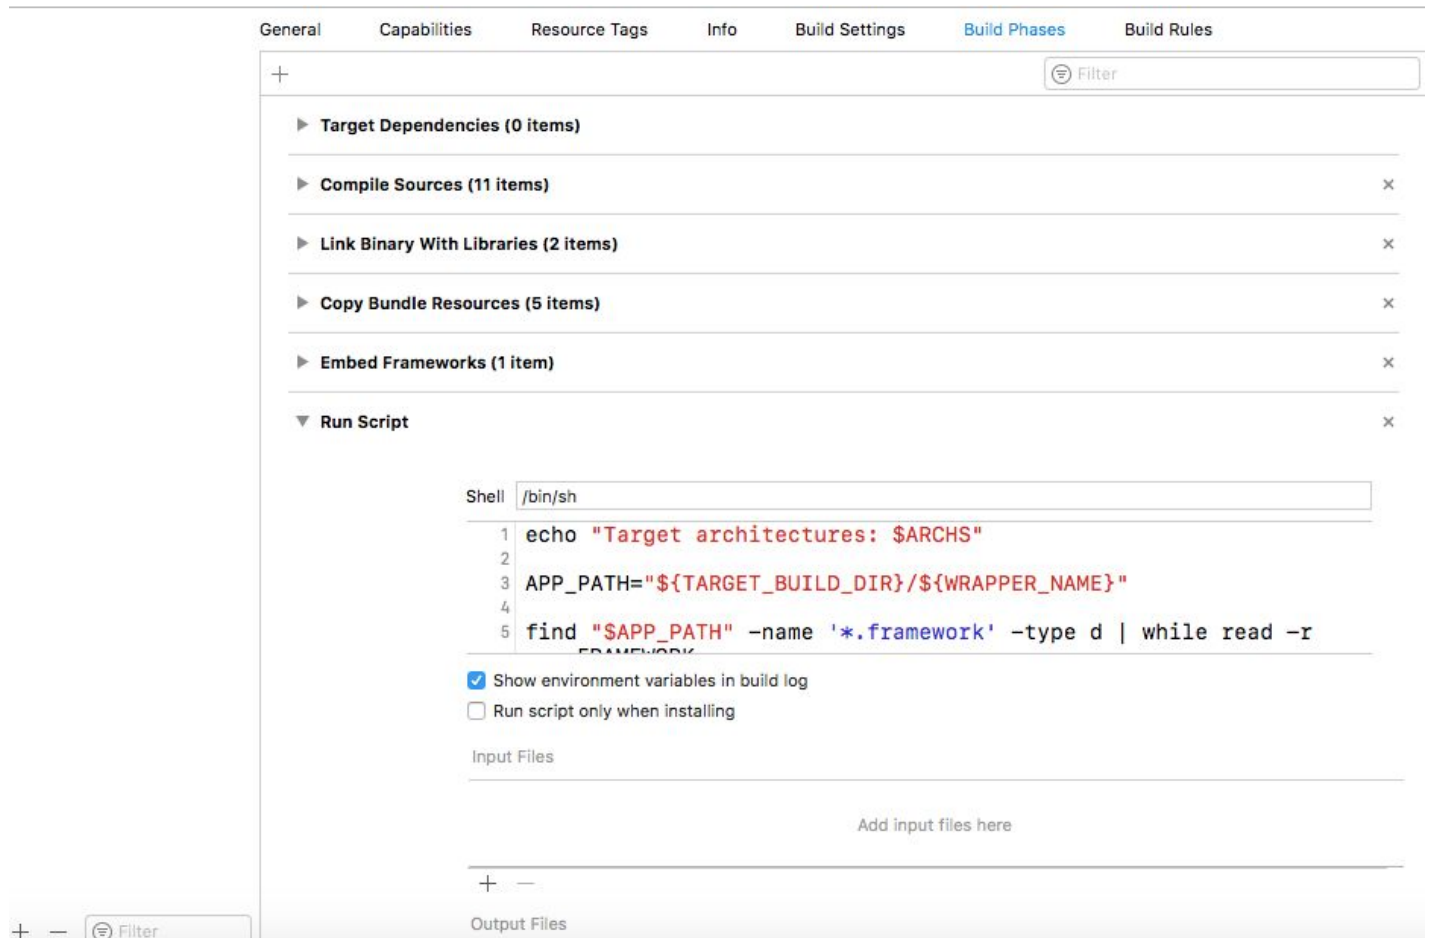 General Capabilities Resource Tags Info Build Settings Build Phases Build Rules
+ Filter
Target Dependencies (0 items)
Compile Sources (11 items) ×
Link Binary With Libraries (2 items) ×
Copy Bundle Resources (5 items) ×
Embed Frameworks (1 item) ×
Run Script ×
Shell /bin/sh
1 echo "Target architectures: $ARCHS"
2
3 APP_PATH="${TARGET_BUILD_DIR}/${WRAPPER_NAME}"
4
5 find "$APP_PATH" -name '*.framework' -type d | while read -r
FRAMEWORK
Show environment variables in build log
Run script only when installing
Input Files
Add input files here
+ −
Output Files
+ − Filter